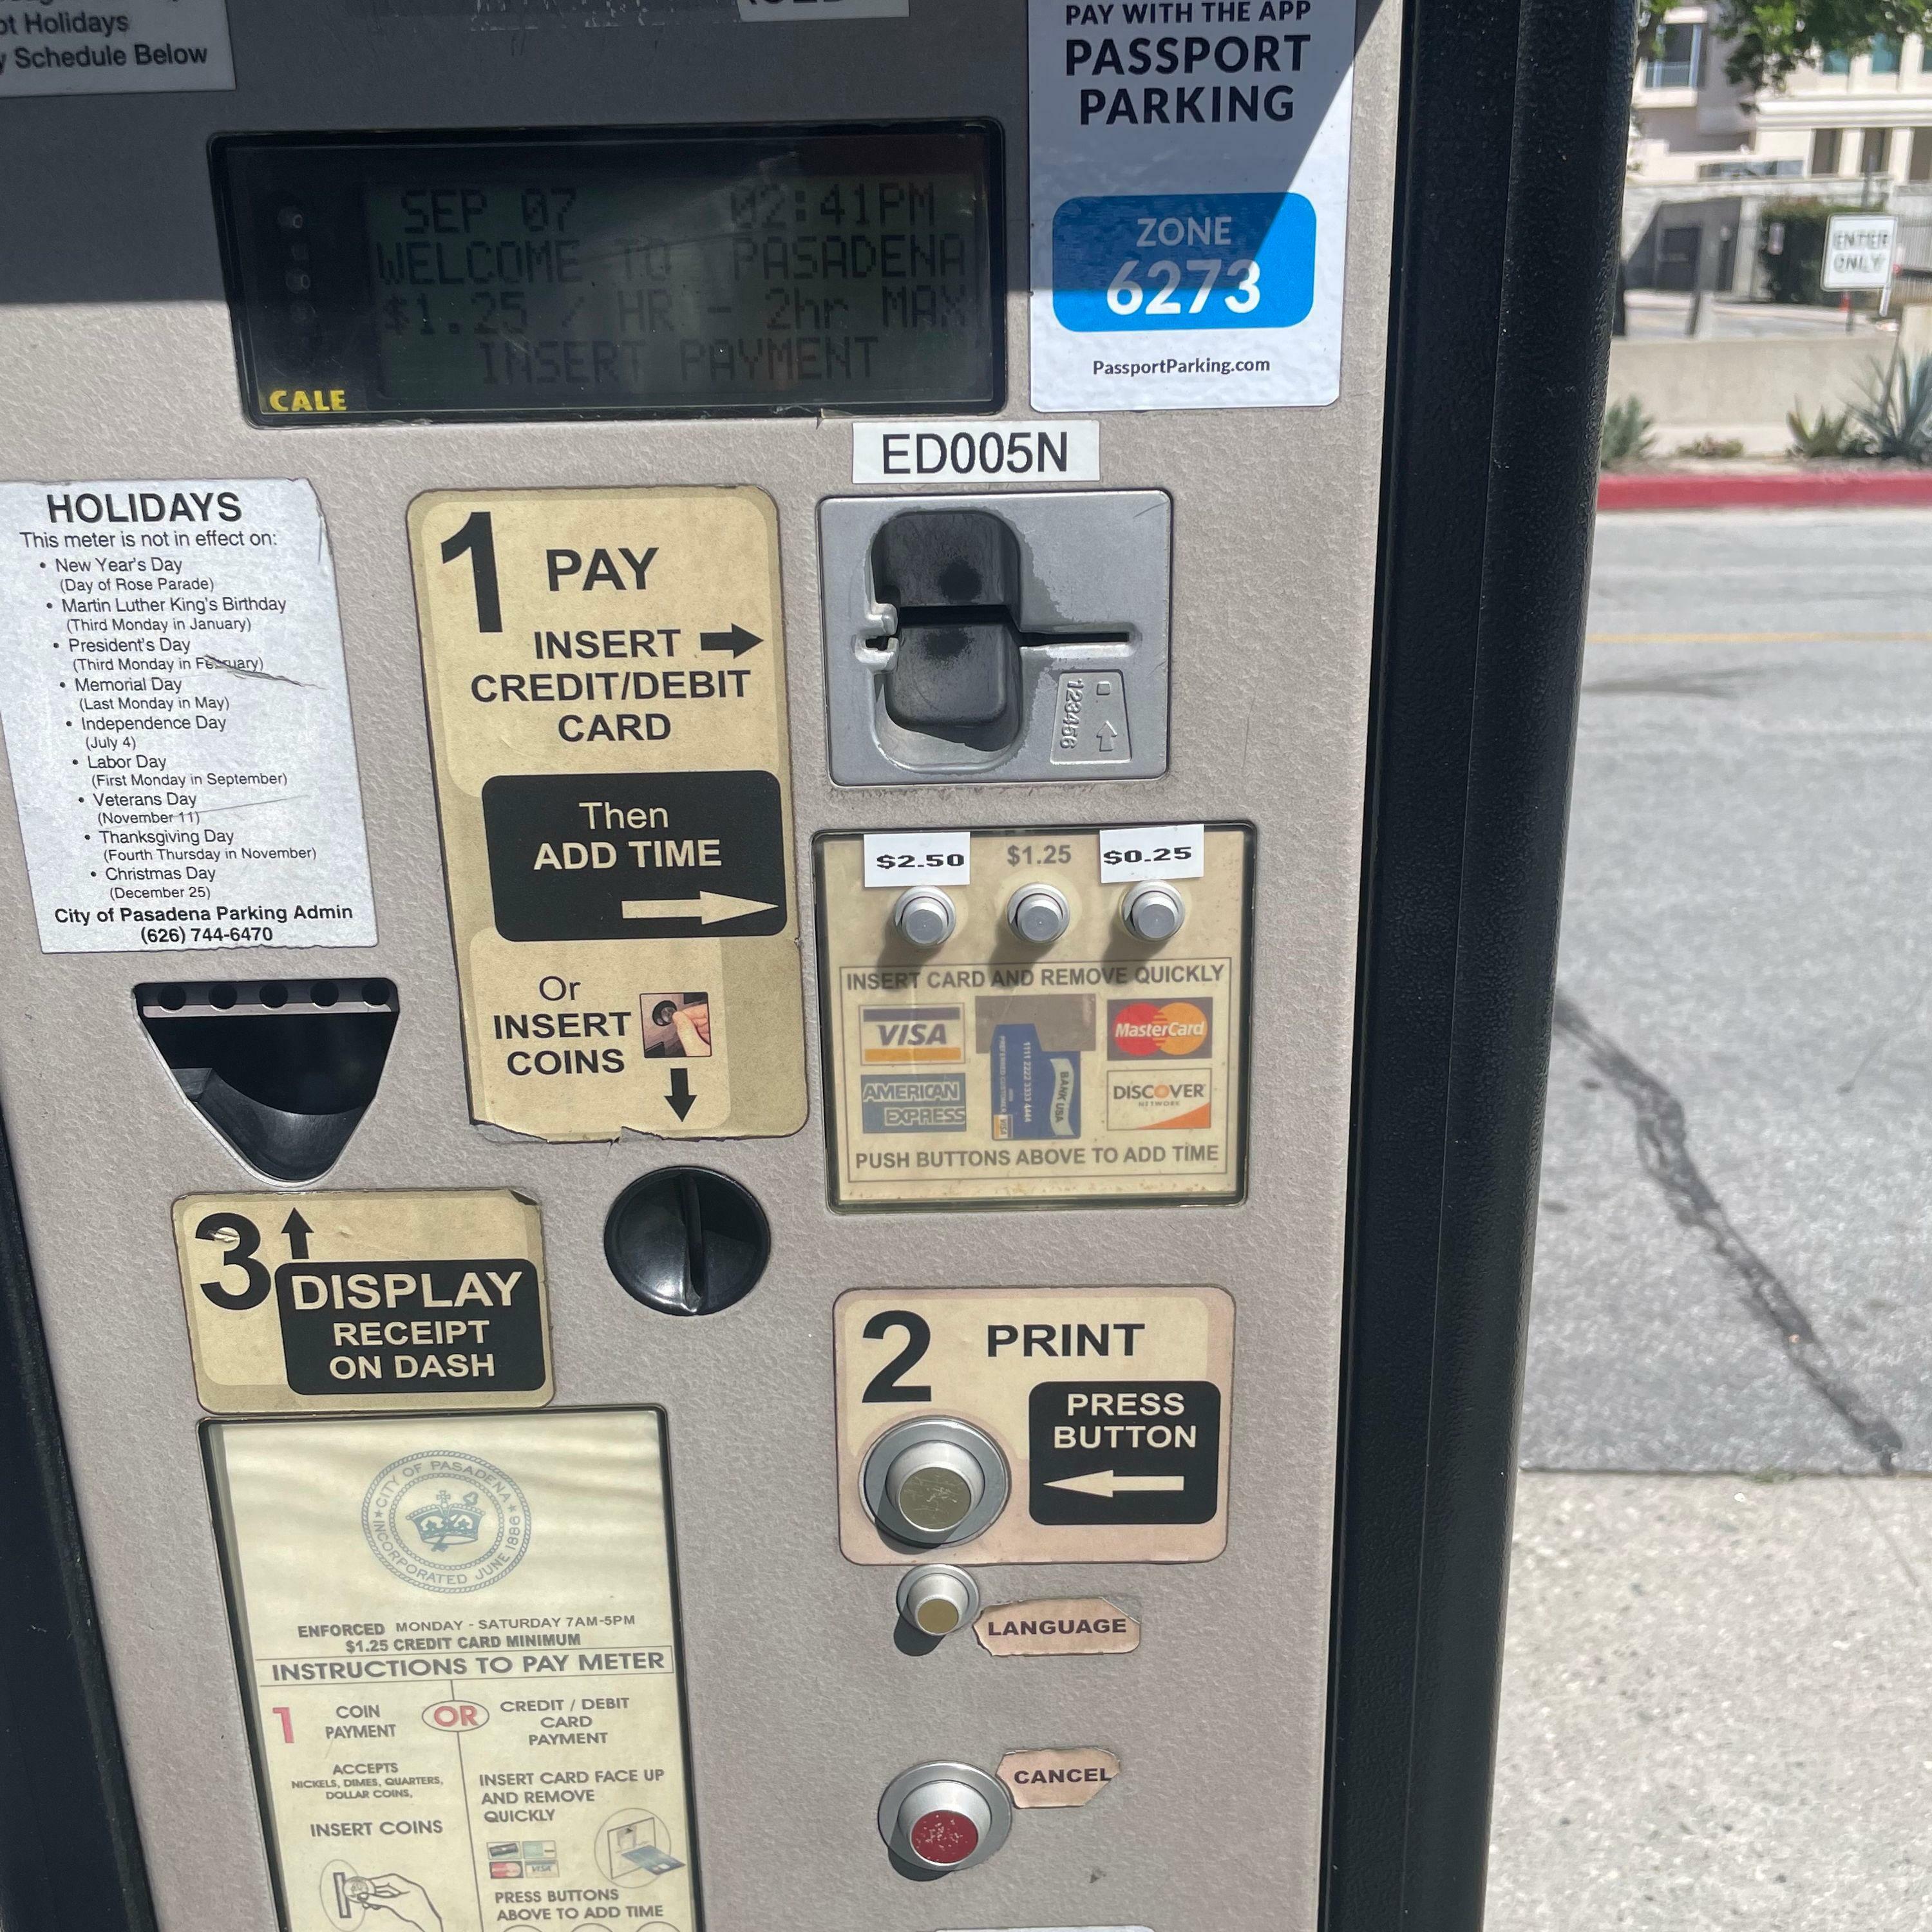 Holidays
Schedule Below
PAY WITH THE APP
PASSPORT
PARKING
ZONE
6273
PassportParking.com
SEP 07 02:41PM
WELCOME TO PASADENA
$1.25 / HR - 2hr MAX
INSERT PAYMENT
CALE
ENTER
ONLY
ED005N
HOLIDAYS
This meter is not in effect on:
• New Year's Day
(Day of Rose Parade)
• Martin Luther King's Birthday
(Third Monday in January)
• President's Day
(Third Monday in February)
• Memorial Day
(Last Monday in May)
• Independence Day
(July 4)
• Labor Day
(First Monday in September)
• Veterans Day
(November 11)
• Thanksgiving Day
(Fourth Thursday in November)
• Christmas Day
(December 25)
City of Pasadena Parking Admin
(626) 744-6470
1 PAY
INSERT
CREDIT/DEBIT
CARD
Then
ADD TIME
Or
INSERT
COINS
123456
$2.50 $1.25 $0.25
INSERT CARD AND REMOVE QUICKLY
VISA
MasterCard
AMERICAN
EXPRESS
BANK USA
1111 2222 3333 4444
VISA
DISCOVER
NETWORK
PUSH BUTTONS ABOVE TO ADD TIME
3 DISPLAY
RECEIPT
ON DASH
2 PRINT
PRESS
BUTTON
LANGUAGE
CANCEL
CITY OF PASADENA
INCORPORATED JUNE 1886
ENFORCED MONDAY - SATURDAY 7AM-5PM
$1.25 CREDIT CARD MINIMUM
INSTRUCTIONS TO PAY METER
1 COIN
PAYMENT
OR
CREDIT / DEBIT
CARD
PAYMENT
ACCEPTS
NICKELS, DIMES, QUARTERS,
DOLLAR COINS,
INSERT COINS
INSERT CARD FACE UP
AND REMOVE
QUICKLY
VISA
PRESS BUTTONS
ABOVE TO ADD TIME